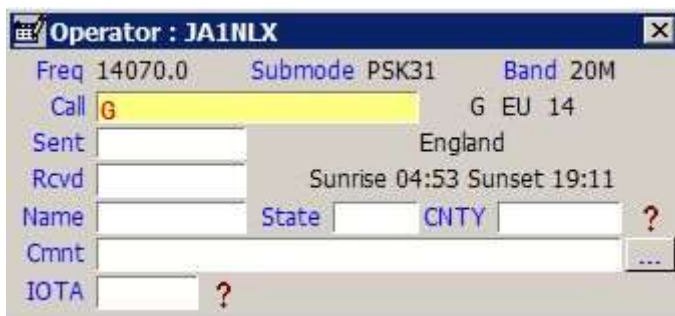 Operator : JA1NLX
Freq 14070.0 Submode PSK31 Band 20M
Call G G EU 14
Sent England
Rcvd Sunrise 04:53 Sunset 19:11
Name State CNTY ?
Cmnt ...
IOTA ?